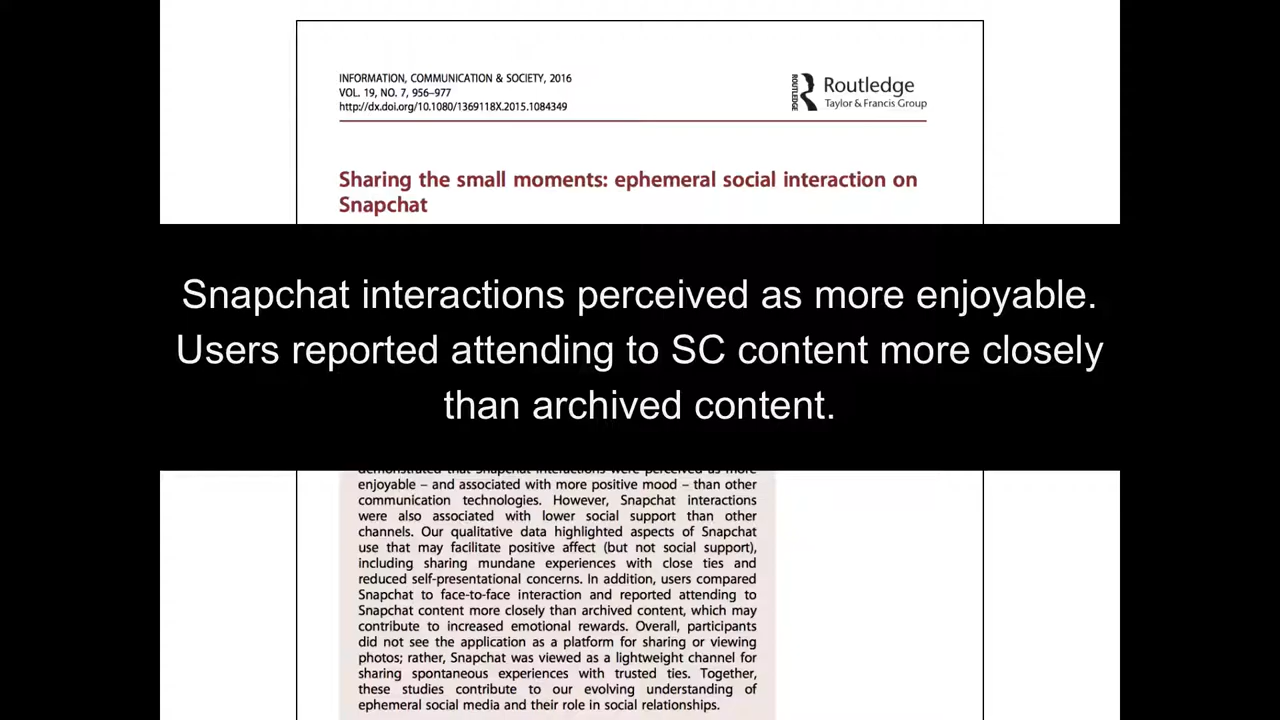 INFORMATION, COMMUNICATION & SOCIETY, 2016
VOL. 19, NO. 7, 956–977
http://dx.doi.org/10.1080/1369118X.2015.1084349
ROUTLEDGE
Routledge
Taylor & Francis Group
Sharing the small moments: ephemeral social interaction on
Snapchat
Snapchat interactions perceived as more enjoyable.
Users reported attending to SC content more closely
than archived content.
demonstrated that Snapchat interactions were perceived as more
enjoyable – and associated with more positive mood – than other
communication technologies. However, Snapchat interactions
were also associated with lower social support than other
channels. Our qualitative data highlighted aspects of Snapchat
use that may facilitate positive affect (but not social support),
including sharing mundane experiences with close ties and
reduced self-presentational concerns. In addition, users compared
Snapchat to face-to-face interaction and reported attending to
Snapchat content more closely than archived content, which may
contribute to increased emotional rewards. Overall, participants
did not see the application as a platform for sharing or viewing
photos; rather, Snapchat was viewed as a lightweight channel for
sharing spontaneous experiences with trusted ties. Together,
these studies contribute to our evolving understanding of
ephemeral social media and their role in social relationships.